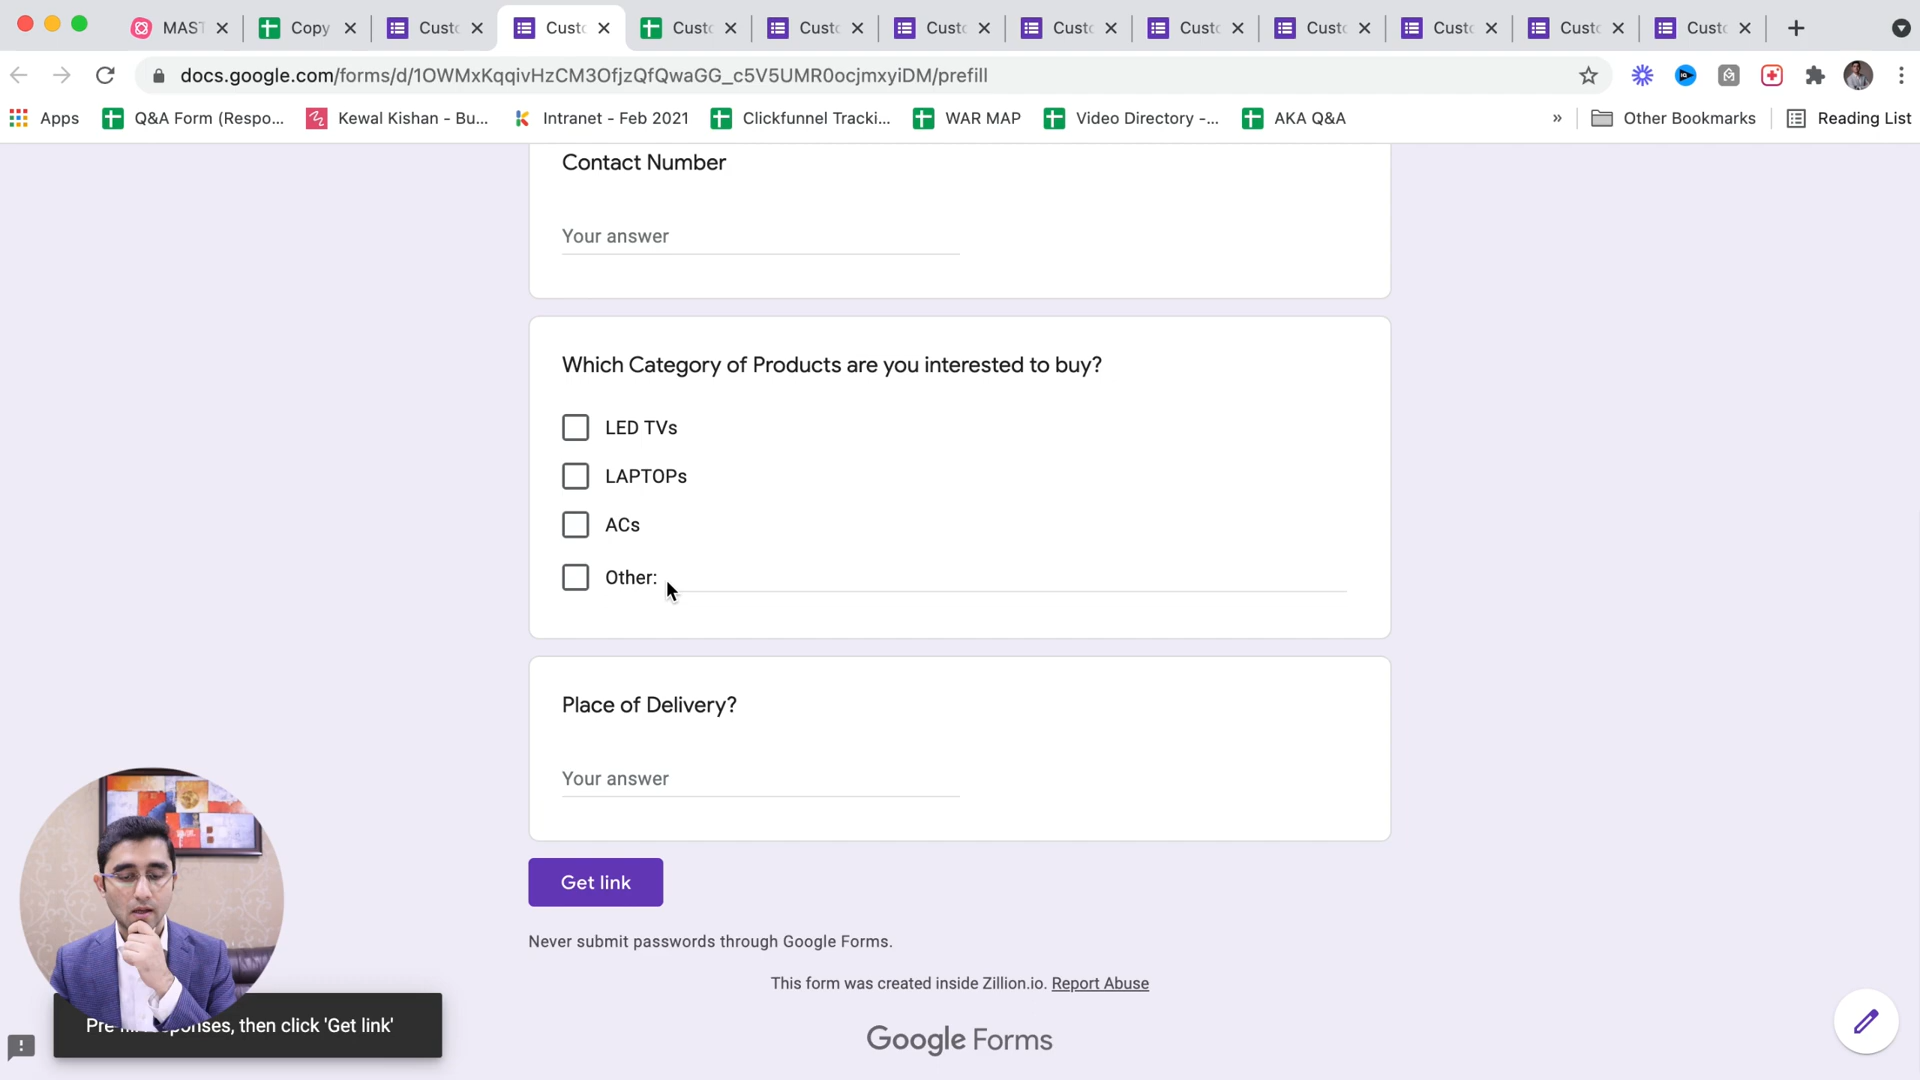 MAST
Copy
Custo
Custo
Custo
Custo
Custo
Custo
Custo
Custo
Custo
Custo
Custo
docs.google.com/forms/d/1OWMxKqqivHzCM3OfjzQfQwaGG_c5V5UMR0ocjmxyiDM/prefill
Apps
Q&A Form (Respo...
Kewal Kishan - Bu...
Intranet - Feb 2021
Clickfunnel Tracki...
WAR MAP
Video Directory -...
AKA Q&A
»
Other Bookmarks
Reading List
Contact Number
Your answer
Which Category of Products are you interested to buy?
LED TVs
LAPTOPs
ACs
Other:
Place of Delivery?
Your answer
Get link
Never submit passwords through Google Forms.
This form was created inside Zillion.io. Report Abuse
then click 'Get link'
Google Forms